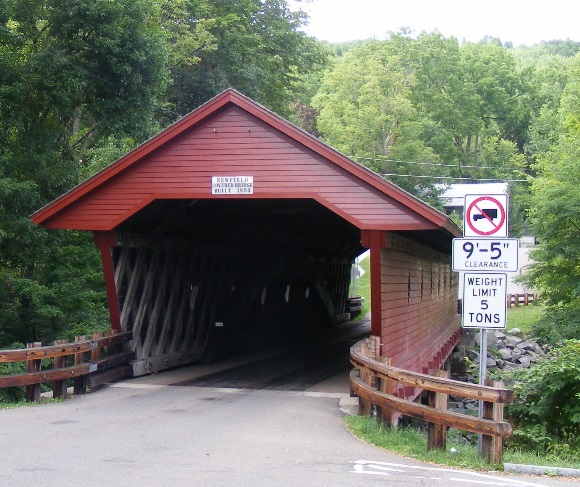 NEWFIELD
COVERED BRIDGE
BUILT 1853
9'-5"
CLEARANCE
WEIGHT
LIMIT
5
TONS